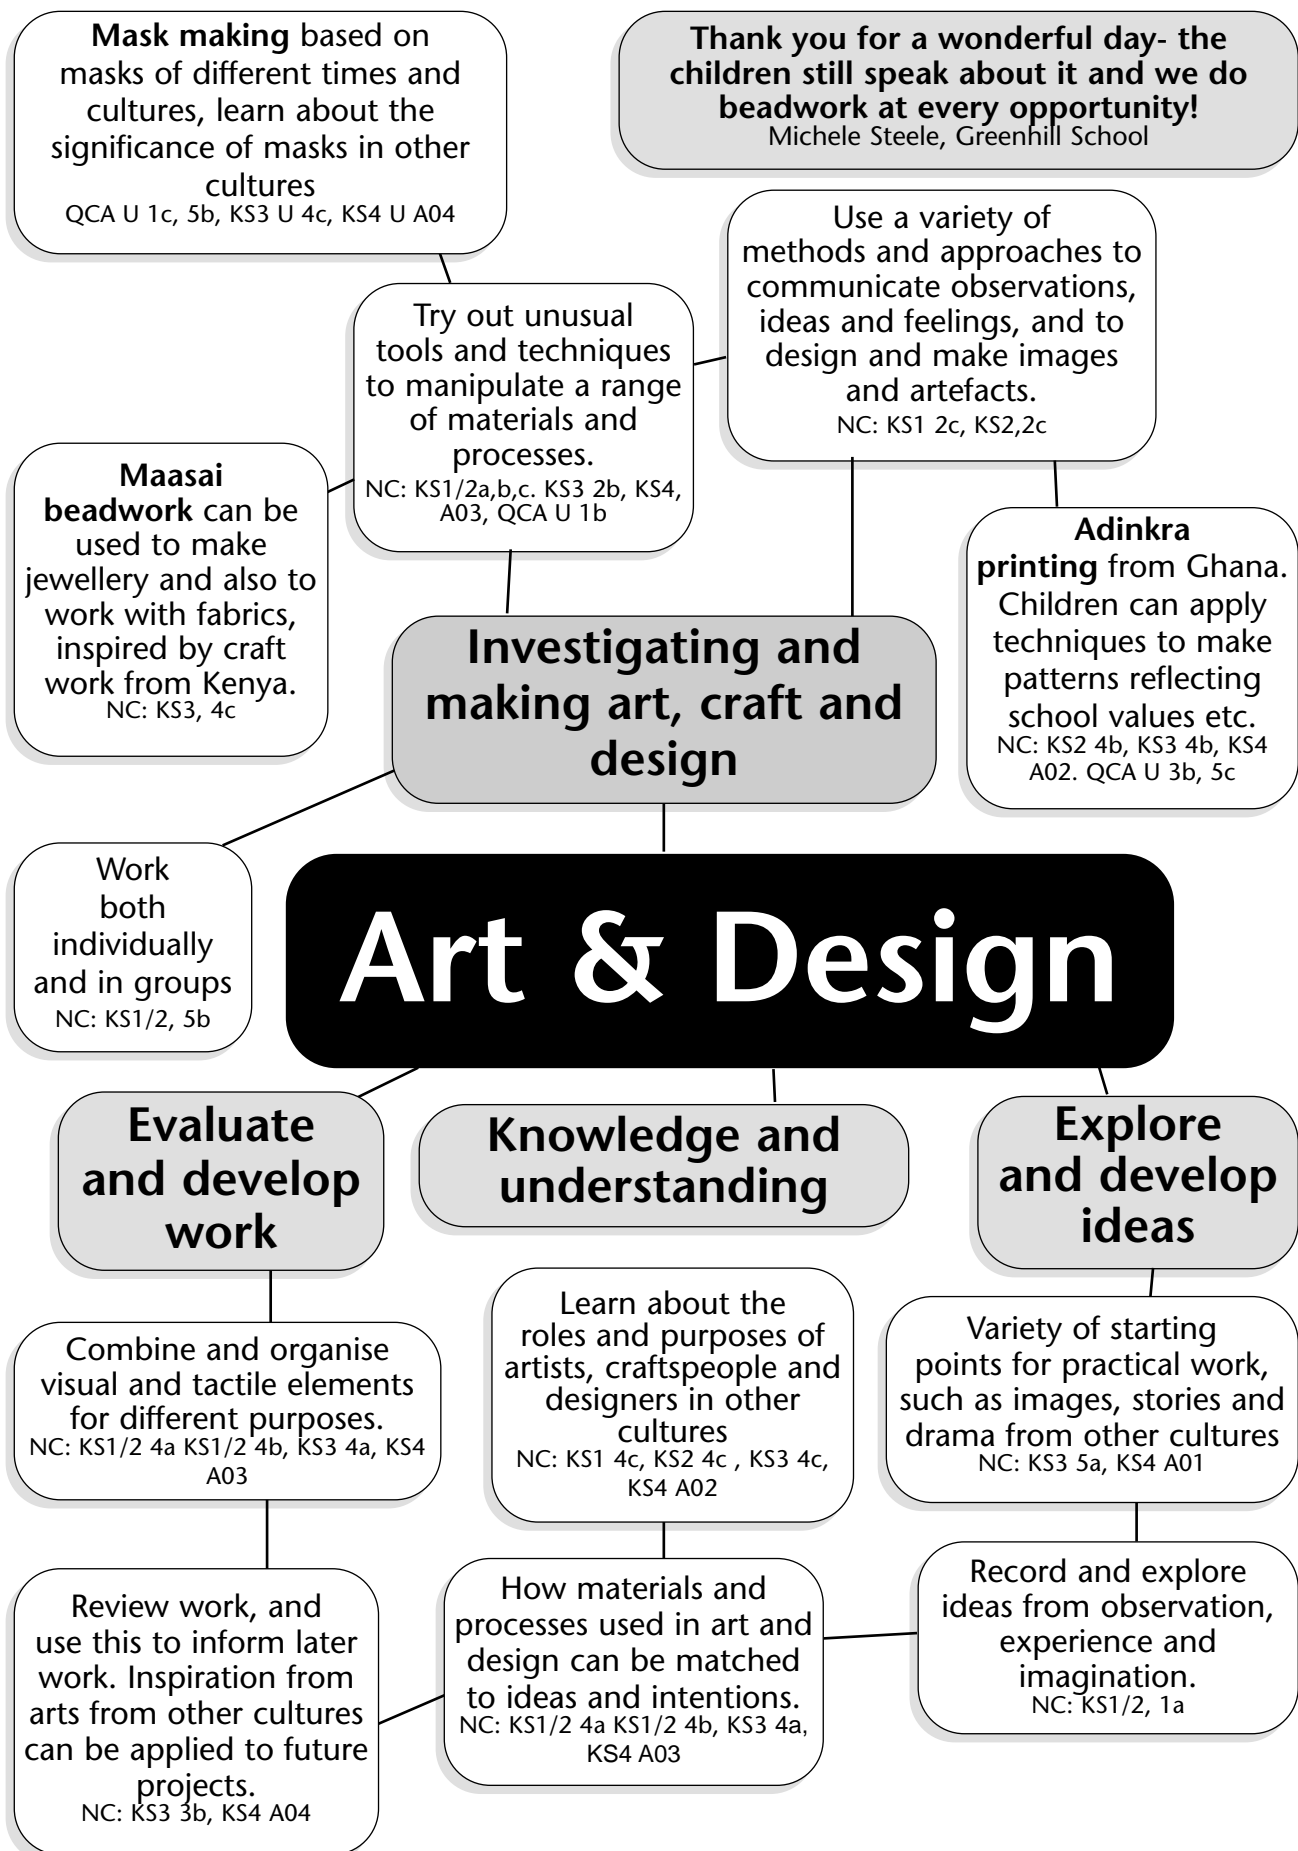 Mask making based on
masks of different times and
cultures, learn about the
significance of masks in other
cultures
QCA U 1c, 5b, KS3 U 4c, KS4 U A04
Thank you for a wonderful day- the
children still speak about it and we do
beadwork at every opportunity!
Michele Steele, Greenhill School
Use a variety of
methods and approaches to
communicate observations,
ideas and feelings, and to
design and make images
and artefacts.
NC: KS1 2c, KS2,2c
Try out unusual
tools and techniques
to manipulate a range
of materials and
processes.
NC: KS1/2a,b,c. KS3 2b, KS4,
A03, QCA U 1b
Maasai
beadwork can be
used to make
jewellery and also to
work with fabrics,
inspired by craft
work from Kenya.
NC: KS3, 4c
Adinkra
printing from Ghana.
Children can apply
techniques to make
patterns reflecting
school values etc.
NC: KS2 4b, KS3 4b, KS4
A02. QCA U 3b, 5c
Investigating and
making art, craft and
design
Work
both
individually
and in groups
NC: KS1/2, 5b
Art & Design
Evaluate
and develop
work
Knowledge and
understanding
Explore
and develop
ideas
Combine and organise
visual and tactile elements
for different purposes.
NC: KS1/2 4a KS1/2 4b, KS3 4a, KS4
A03
Learn about the
roles and purposes of
artists, craftspeople and
designers in other
cultures
NC: KS1 4c, KS2 4c , KS3 4c,
KS4 A02
Variety of starting
points for practical work,
such as images, stories and
drama from other cultures
NC: KS3 5a, KS4 A01
Review work, and
use this to inform later
work. Inspiration from
arts from other cultures
can be applied to future
projects.
NC: KS3 3b, KS4 A04
How materials and
processes used in art and
design can be matched
to ideas and intentions.
NC: KS1/2 4a KS1/2 4b, KS3 4a,
KS4 A03
Record and explore
ideas from observation,
experience and
imagination.
NC: KS1/2, 1a